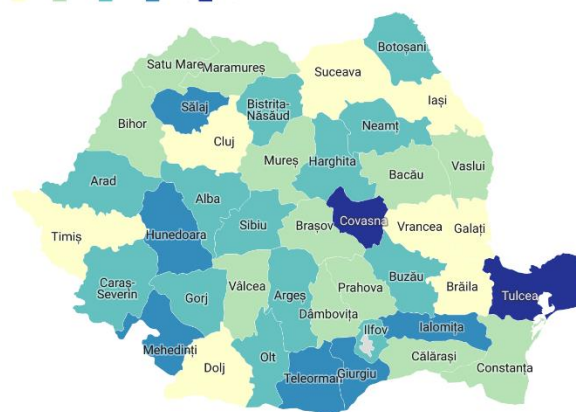 Botoșani
Satu Mare
Maramureș
Suceava
Sălaj
Bistrița-
Năsăud
Iași
Bihor
Cluj
Neamț
Mureș
Harghita
Bacău
Vaslui
Arad
Alba
Timiș
Hunedoara
Sibiu
Brașov
Covasna
Vrancea
Galați
Caraș-
Severin
Gorj
Vâlcea
Argeș
Prahova
Buzău
Brăila
Tulcea
Dâmbovița
Ilfov
Ialomița
Mehedinți
Dolj
Olt
Teleorman
Giurgiu
Călărași
Constanța